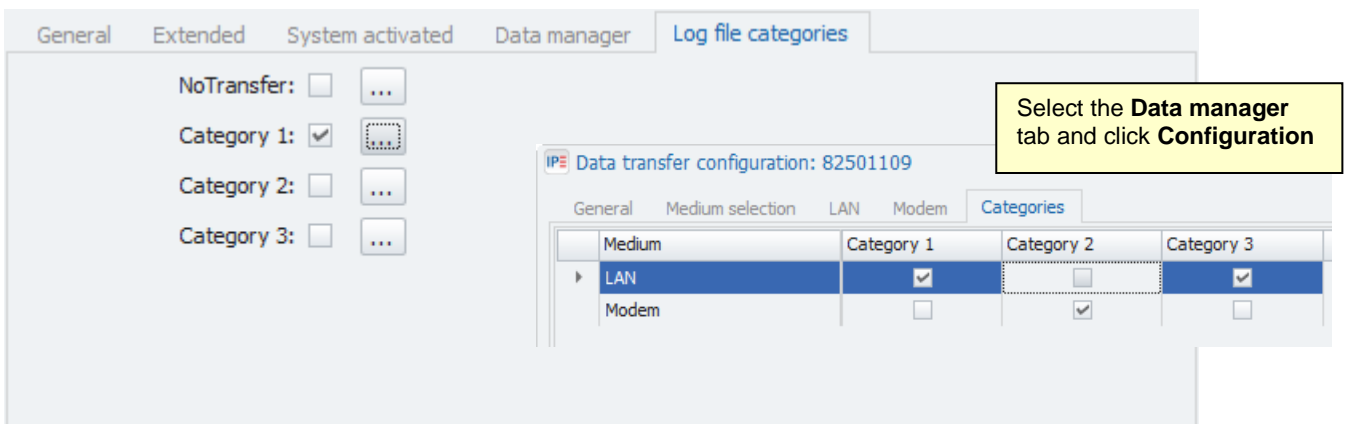 General Extended System activated Data manager Log file categories
NoTransfer: ...
Category 1: ...
Category 2: ...
Category 3: ...
Select the Data manager
tab and click Configuration
IPE Data transfer configuration: 82501109
General Medium selection LAN Modem Categories
Medium Category 1 Category 2 Category 3
LAN
Modem